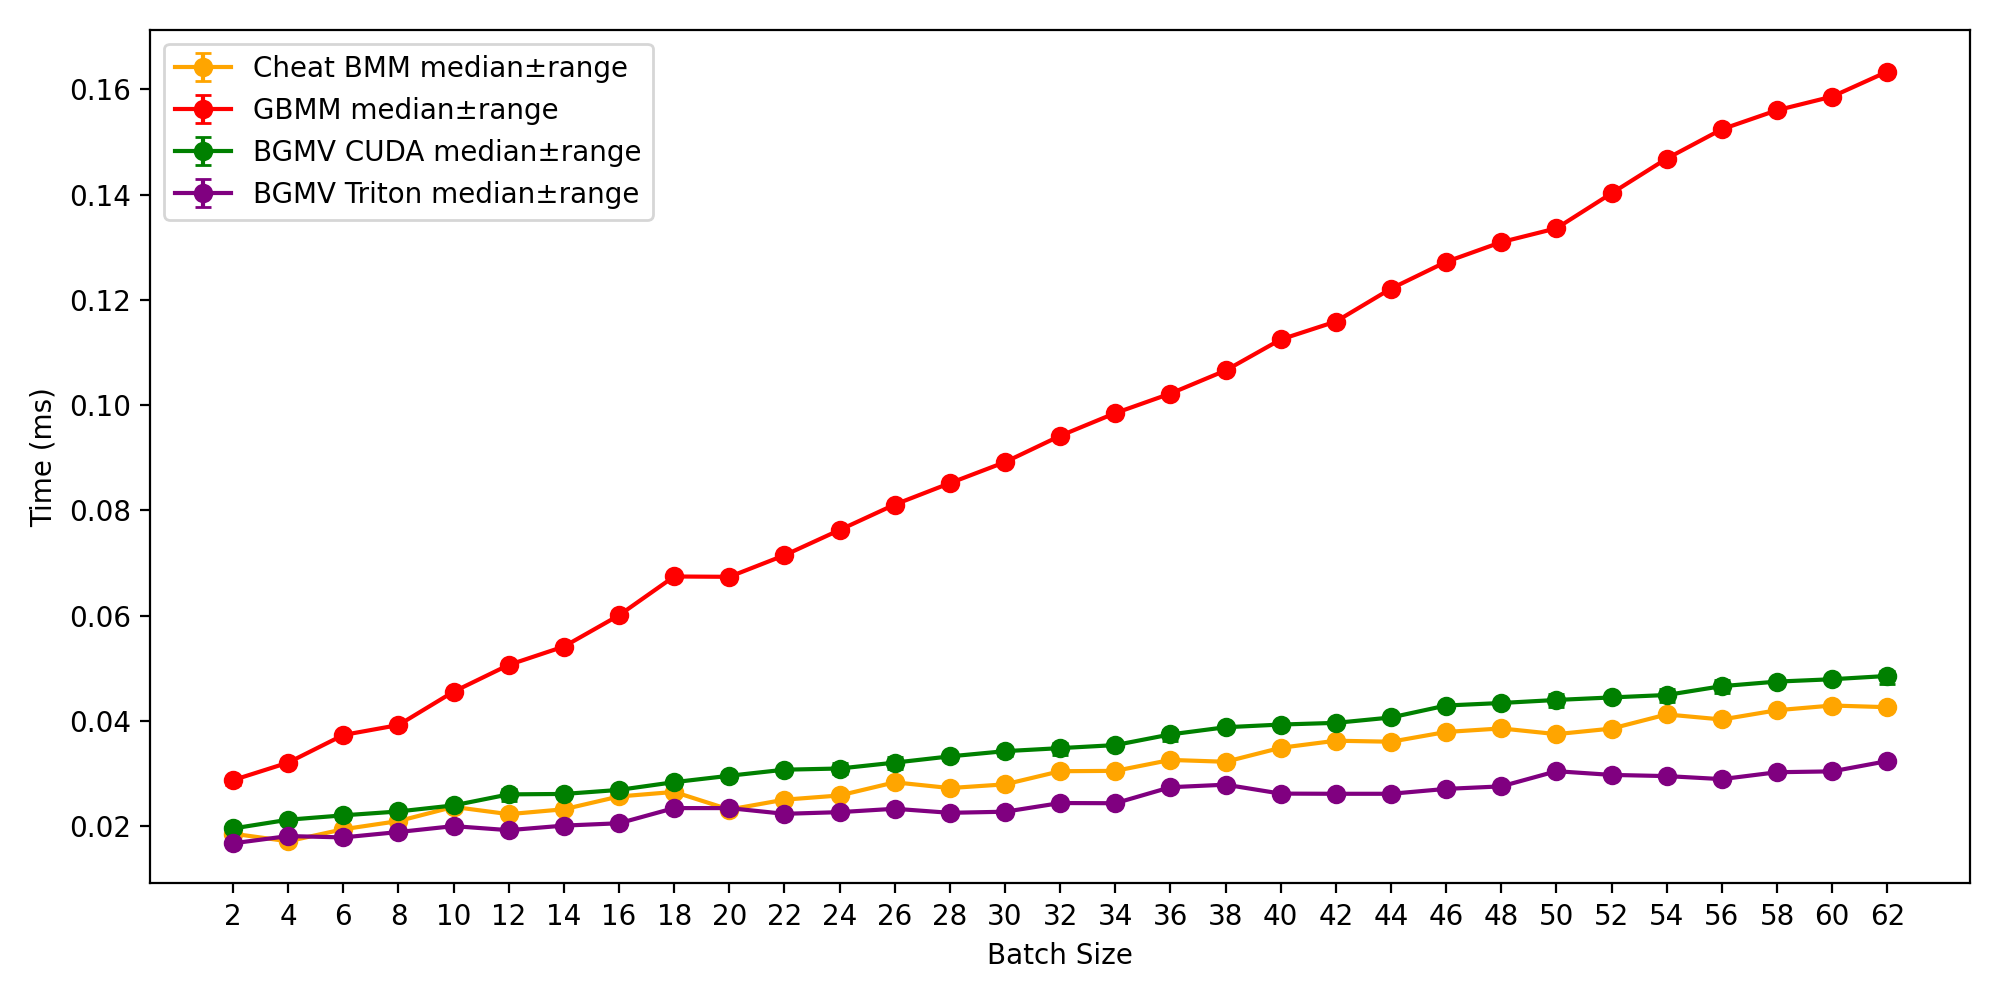 Cheat BMM median±range
GBMM median±range
BGMV CUDA median±range
BGMV Triton median±range
Time (ms)
0.16
0.14
0.12
0.10
0.08
0.06
0.04
0.02
2 4 6 8 10 12 14 16 18 20 22 24 26 28 30 32 34 36 38 40 42 44 46 48 50 52 54 56 58 60 62
Batch Size